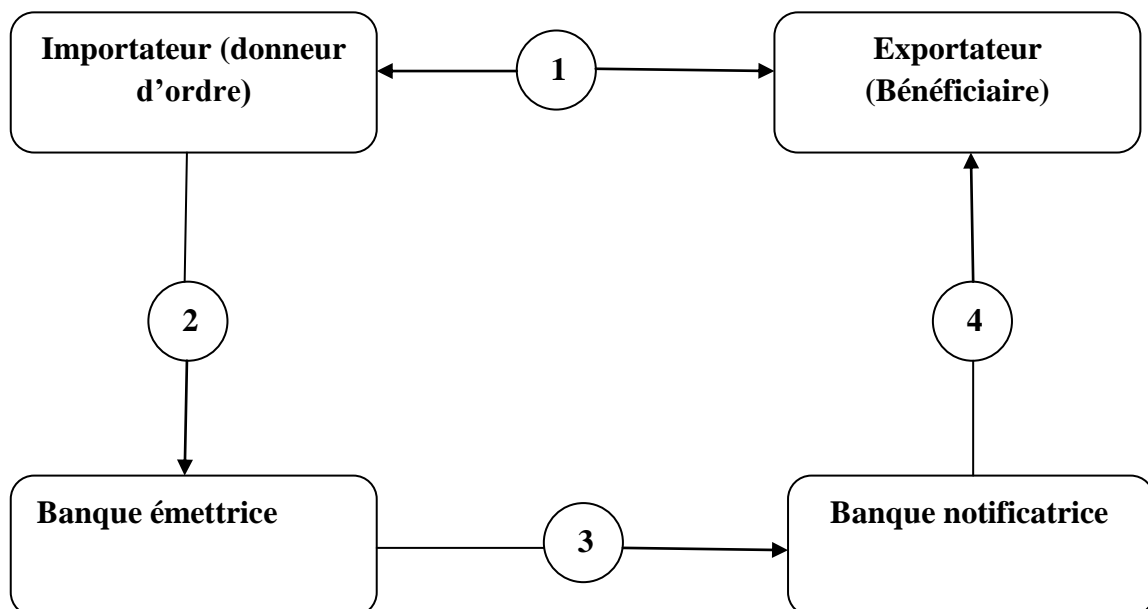 Importateur (donneur
d’ordre)
1
Exportateur
(Bénéficiaire)
2
4
Banque émettrice
3
Banque notificatrice